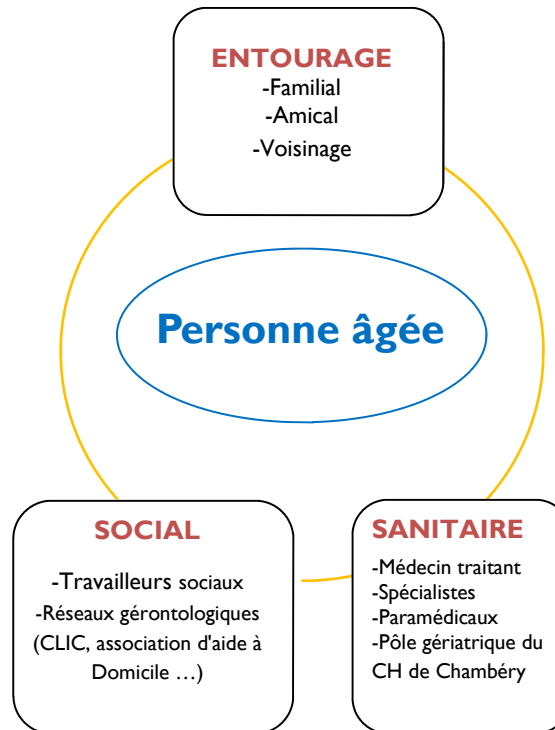 ENTOURAGE
-Familial
-Amical
-Voisinage
Personne âgée
SOCIAL
-Travailleurs sociaux
-Réseaux gérontologiques
(CLIC, association d'aide à
Domicile …)
SANITAIRE
-Médecin traitant
-Spécialistes
-Paramédicaux
-Pôle gériatrique du
CH de Chambéry